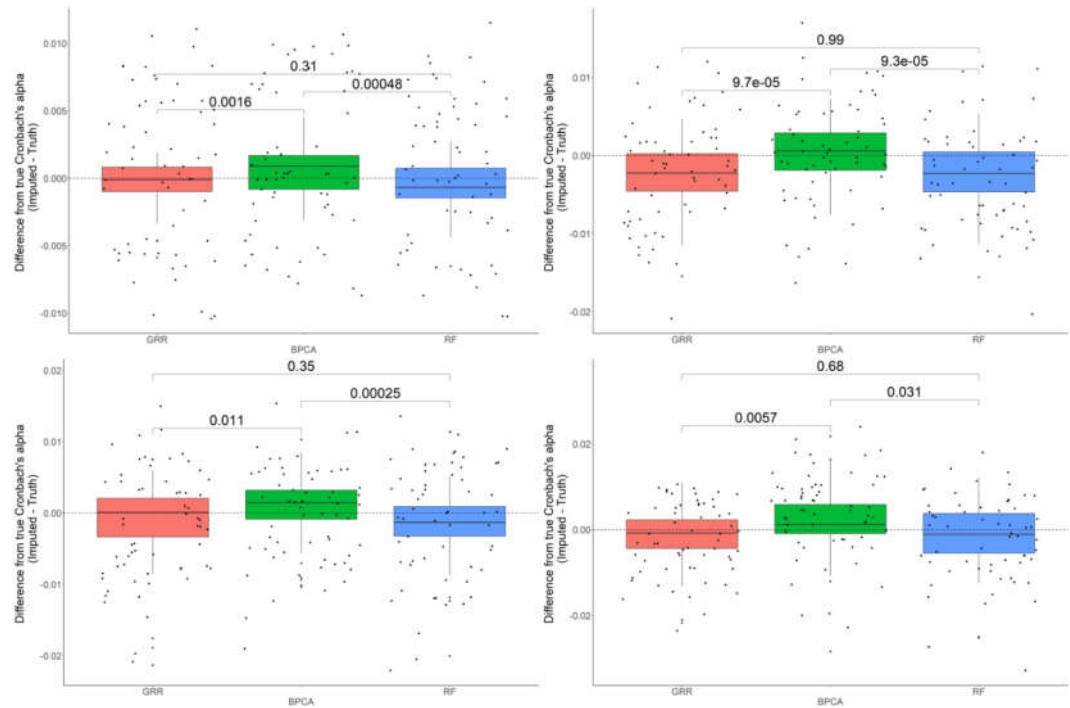 Difference from true Cronbach's alpha
(Imputed - Truth)
0.010
0.005
0.000
-0.005
-0.010
0.31
0.00048
0.0016
GRR
BPCA
RF
Difference from true Cronbach's alpha
(Imputed - Truth)
0.01
0.00
-0.01
-0.02
0.99
9.3e-05
9.7e-05
GRR
BPCA
RF
Difference from true Cronbach's alpha
(Imputed - Truth)
0.02
0.01
0.00
-0.01
-0.02
0.35
0.00025
0.011
GRR
BPCA
RF
Difference from true Cronbach's alpha
(Imputed - Truth)
0.02
0.00
-0.02
0.68
0.031
0.0057
GRR
BPCA
RF